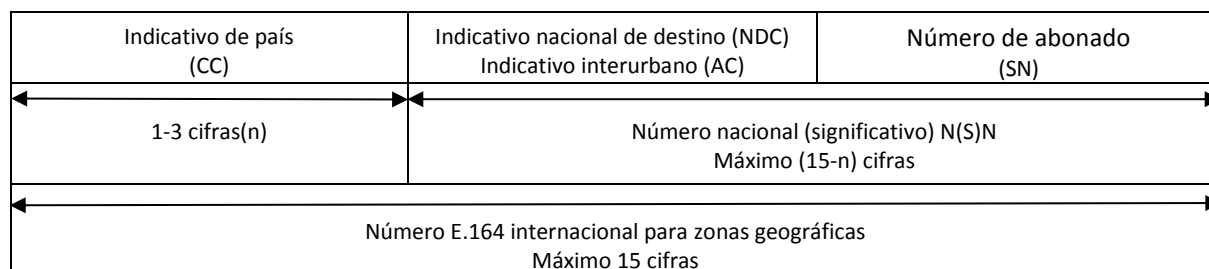 Indicativo de país
(CC)
Indicativo nacional de destino (NDC)
Indicativo interurbano (AC)
Número de abonado
(SN)
1-3 cifras(n)
Número nacional (significativo) N(S)N
Máximo (15-n) cifras
Número E.164 internacional para zonas geográficas
Máximo 15 cifras